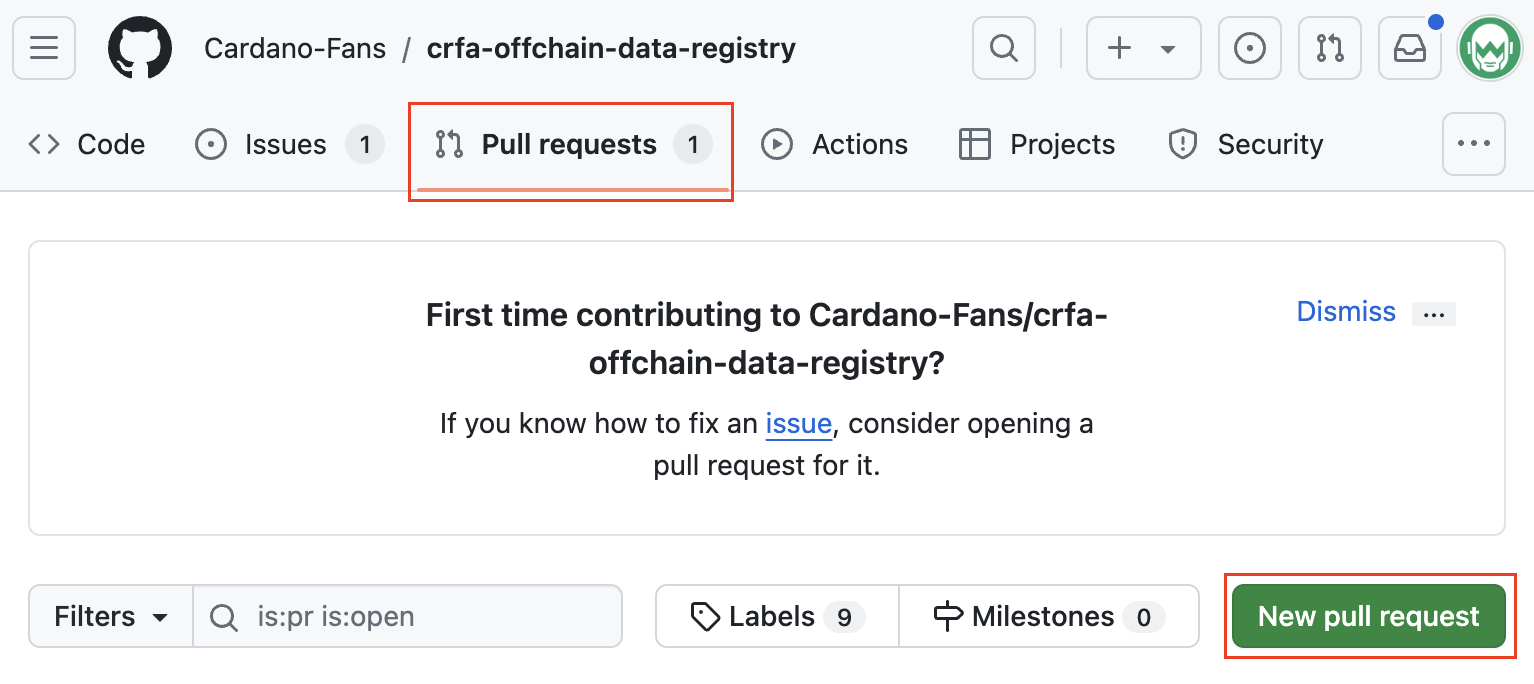 Cardano-Fans / crfa-offchain-data-registry
Code Issues 1 Pull requests 1 Actions Projects Security
First time contributing to Cardano-Fans/crfa-
offchain-data-registry?
Dismiss
If you know how to fix an issue, consider opening a
pull request for it.
Filters is:pr is:open Labels 9 Milestones 0 New pull request